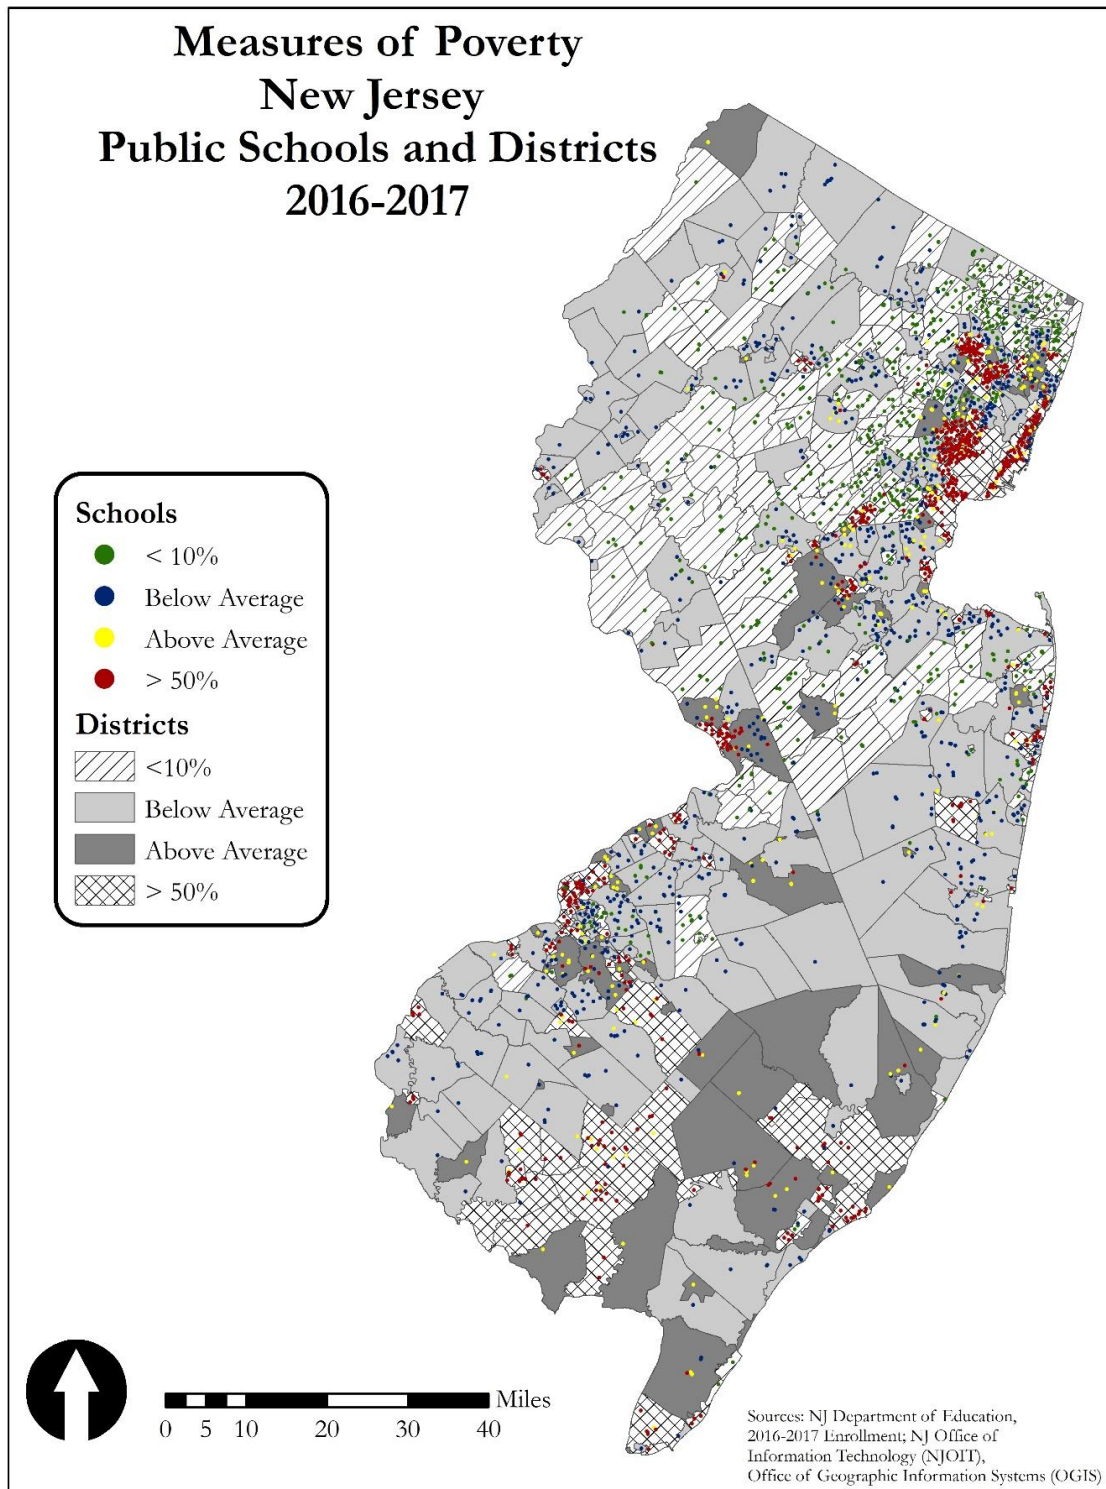 Measures of Poverty
New Jersey
Public Schools and Districts
2016-2017
Schools
< 10%
Below Average
Above Average
> 50%
Districts
<10%
Below Average
Above Average
> 50%
Miles
0 5 10 20 30 40
Sources: NJ Department of Education,
2016-2017 Enrollment; NJ Office of
Information Technology (NJOIT),
Office of Geographic Information Systems (OGIS)